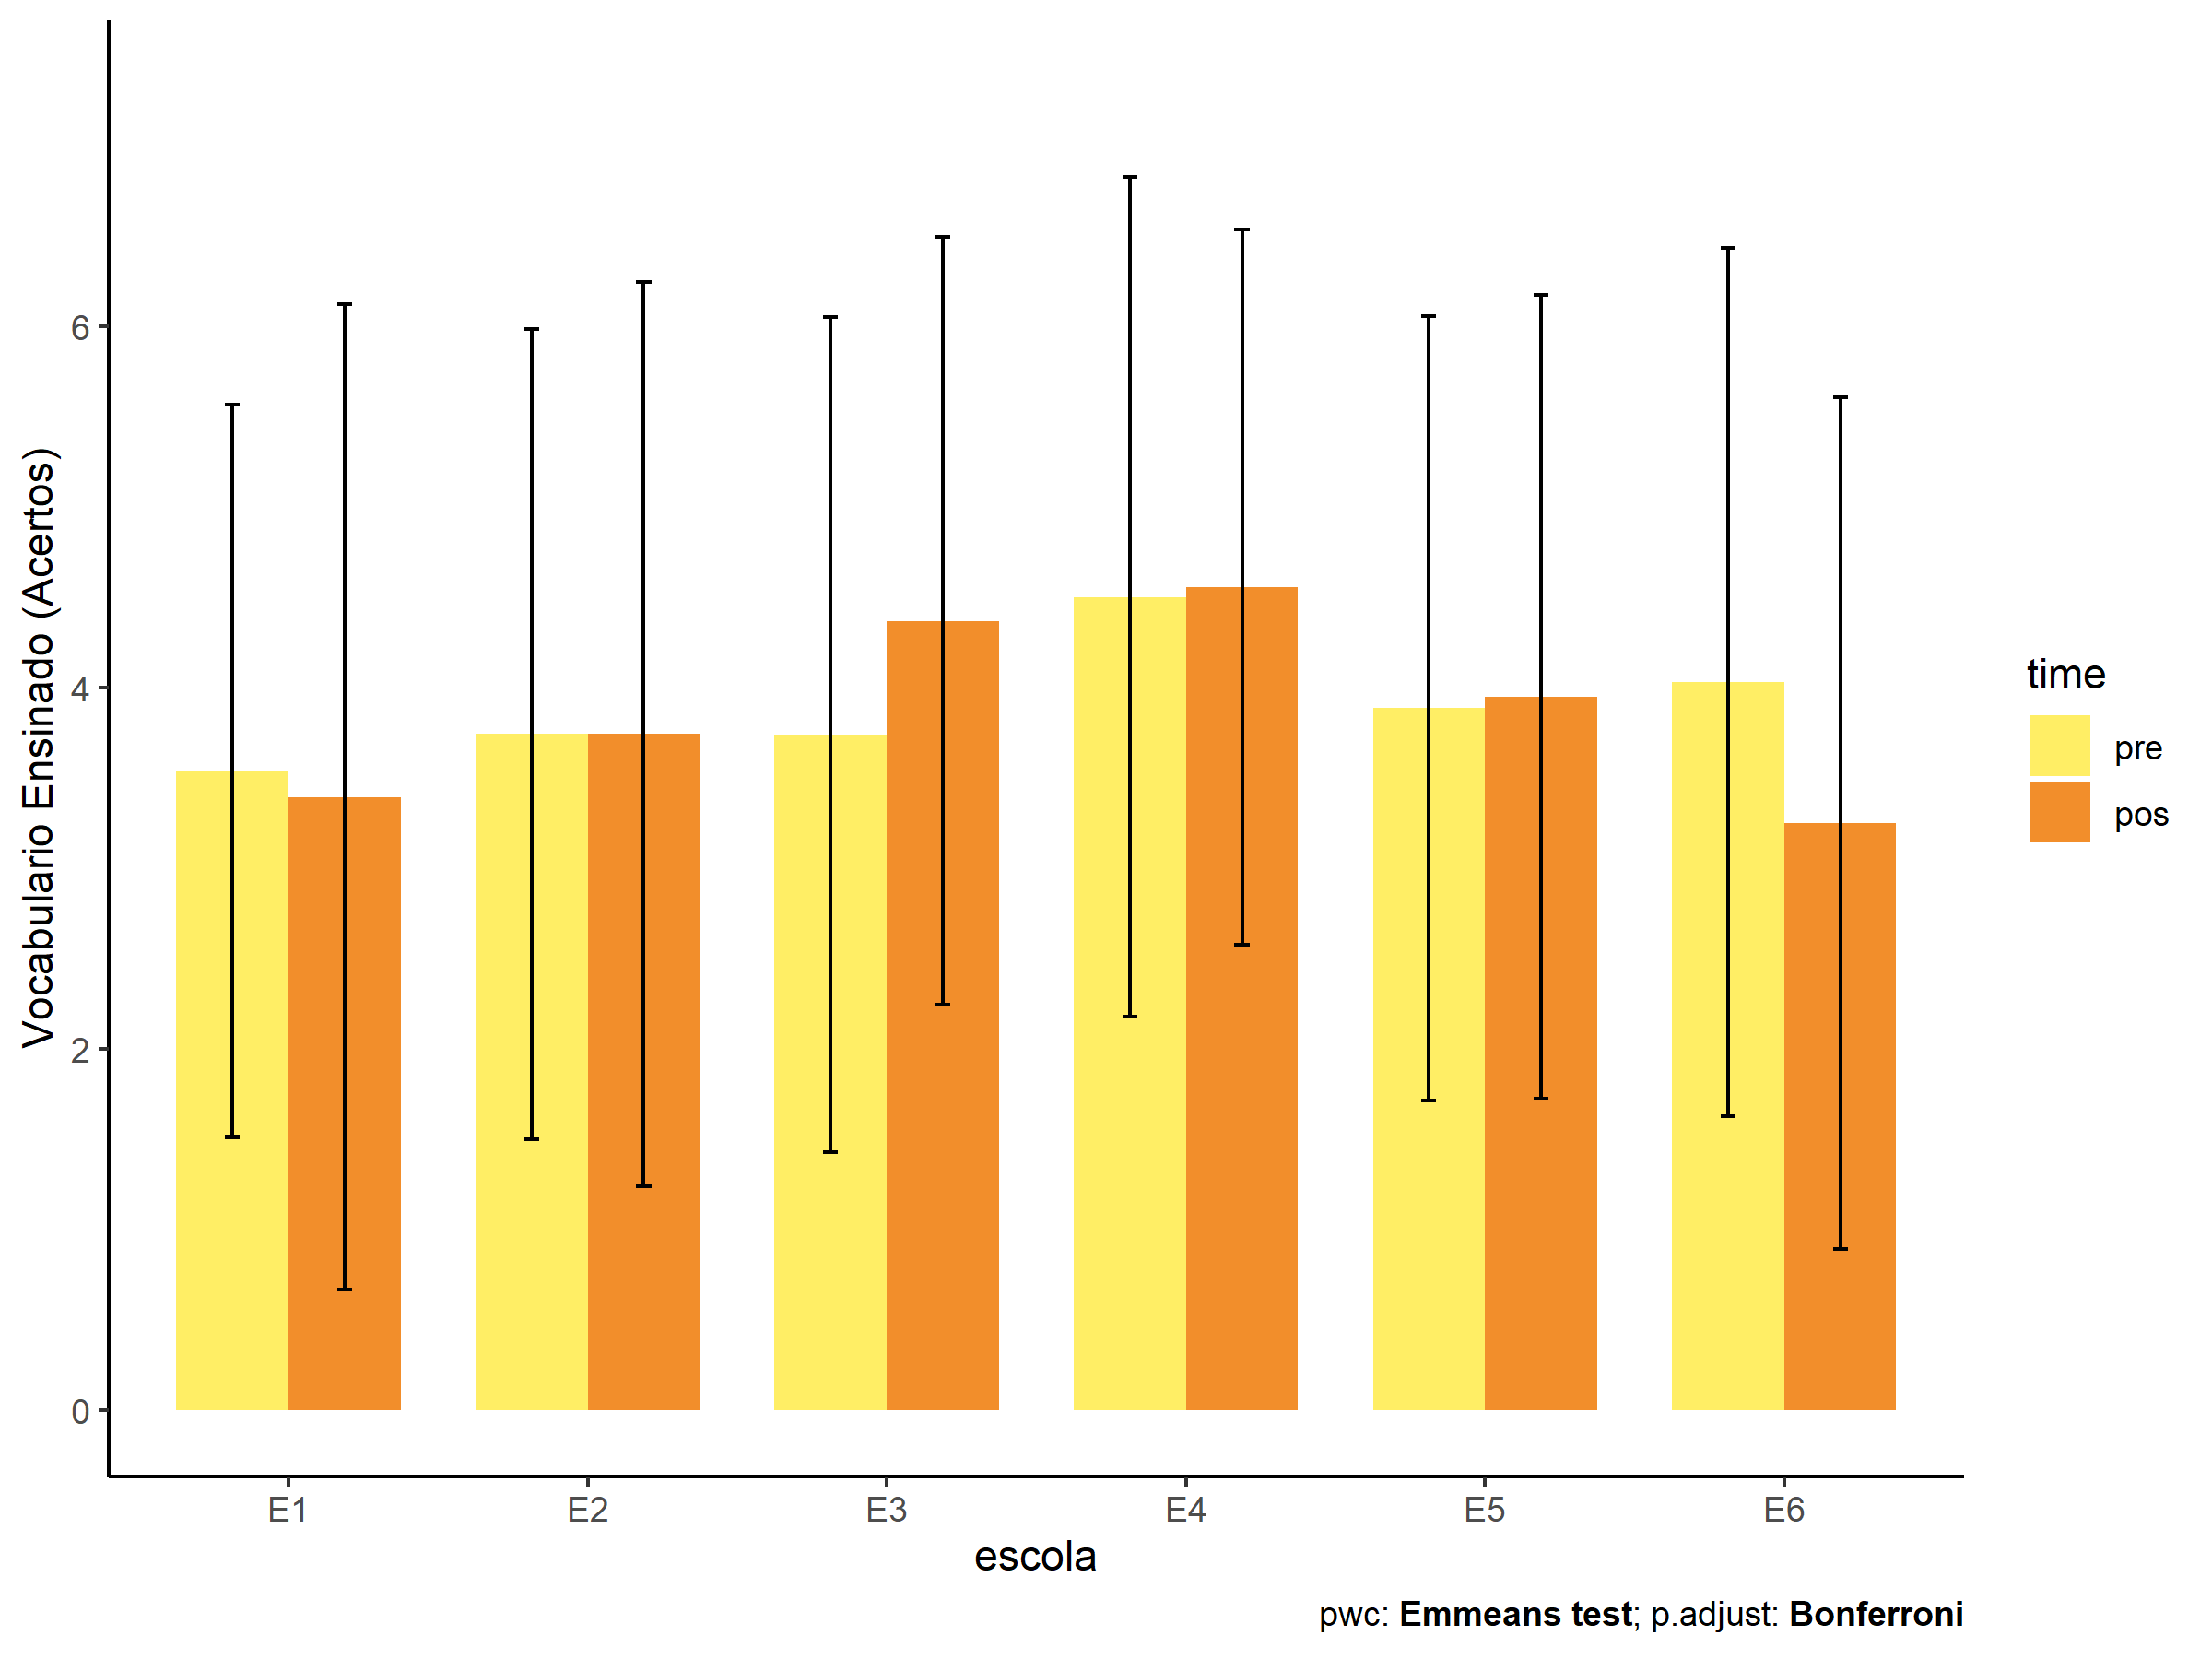 Vocabulario Ensinado (Acertos)
6
4
2
0
E1 E2 E3 E4 E5 E6
escola
time
pre
pos
pwc: Emmeans test; p.adjust: Bonferroni